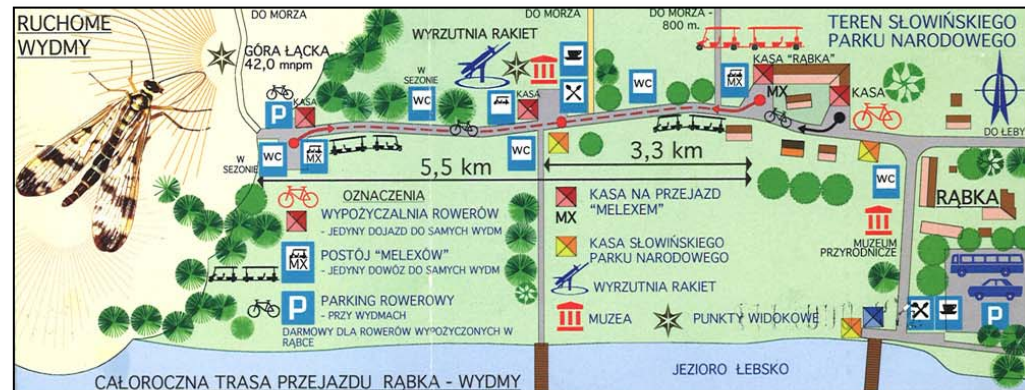 RUCHOME
WYDMY
DO MORZA
DO MORZA
DO MORZA -
800 m.
TEREN SŁOWIŃSKIEGO
PARKU NARODOWEGO
GÓRA ŁĄCKA
42,0 mnpm
WYRZUTNIA RAKIET
KASA "RĄBKA"
W
SEZONIE
WC
WC
MX
MX
KASA
P
KASA
KASA
DO ŁEBY
WC
MX
WC
W
SEZONIE
5,5 km
3,3 km
WC
RĄBKA
MUZEUM
PRZYRODNICZE
OZNACZENIA
WYPOŻYCZALNIA ROWERÓW
- JEDYNY DOJAZD DO SAMYCH WYDM
MX
POSTÓJ "MELEXÓW"
- JEDYNY DOWÓZ DO SAMYCH WYDM
P
PARKING ROWEROWY
- PRZY WYDMACH
DARMOWY DLA ROWERÓW WYPOŻYCZONYCH W
RĄBCE
MX
KASA NA PRZEJAZD
"MELEXEM"
KASA SŁOWIŃSKIEGO
PARKU NARODOWEGO
WYRZUTNIA RAKIET
MUZEA
PUNKTY WIDOKOWE
P
JEZIORO ŁEBSKO
CAŁOROCZNA TRASA PRZEJAZDU RĄBKA - WYDMY